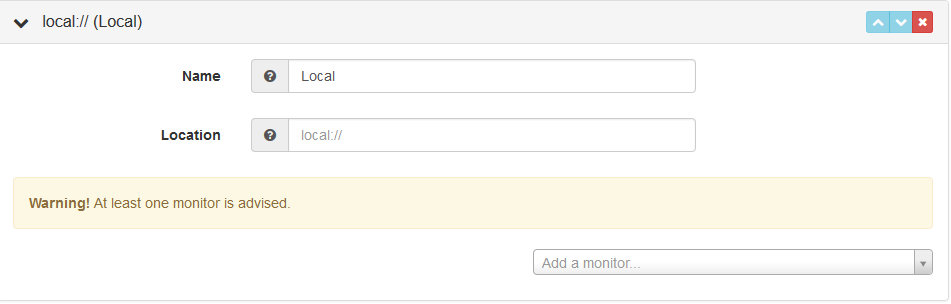 local:// (Local)
Name
Local
Location
local://
Warning! At least one monitor is advised.
Add a monitor...